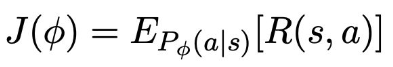 J(ϕ) = E_{P_ϕ(a|s)}[R(s, a)]